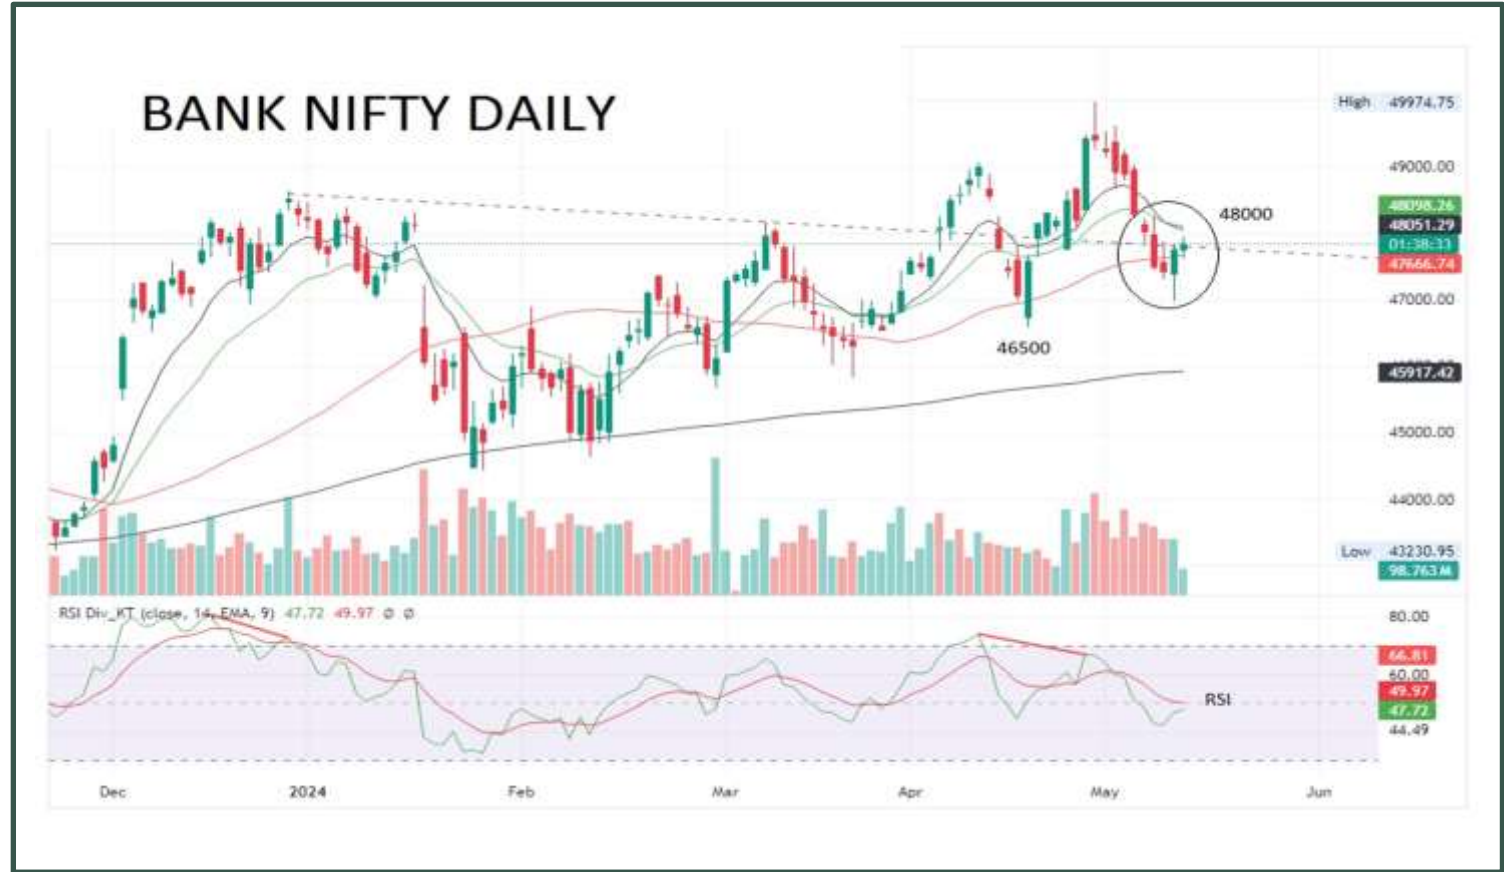 BANK NIFTY DAILY
High 49974.75
49000.00
48098.26
48000
48051.29
01:38:33
47666.74
47000.00
46500
45917.42
45000.00
44000.00
Low 43230.95
98.763M
RSI Div_KT (close, 14, EMA, 9) 47.72 49.97 Ø Ø
80.00
66.81
60.00
49.97
RSI
47.72
44.49
Dec 2024 Feb Mar Apr May Jun